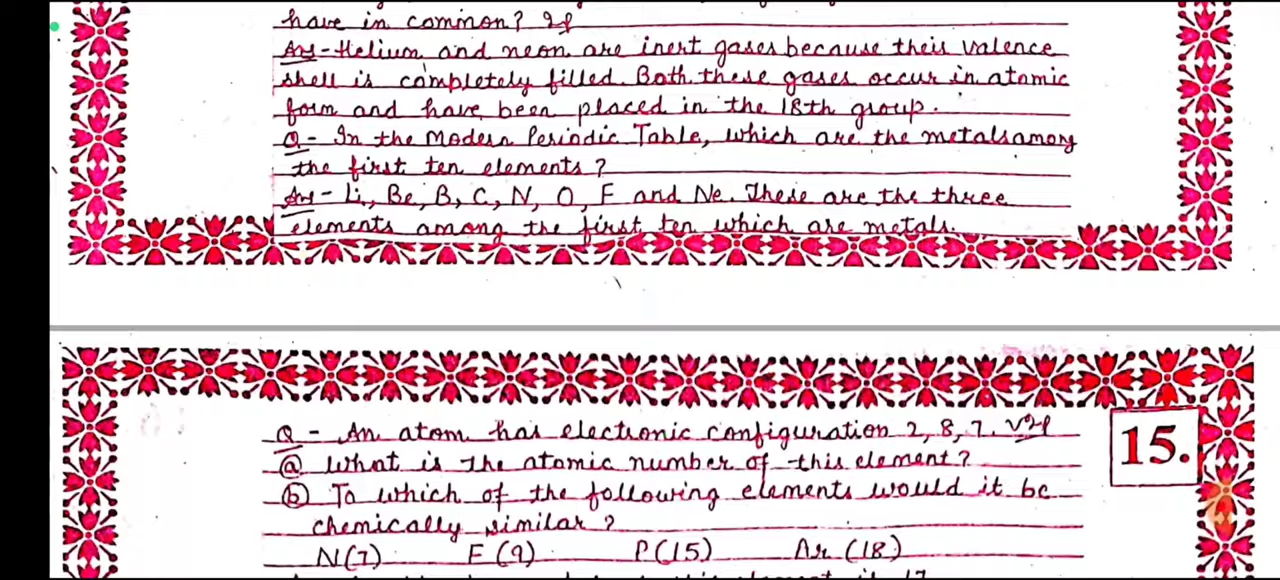 have in common? Ip
Ans - Helium and neon are inert gases because their valence
shell is completely filled. Both these gases occur in atomic
form and have been placed in the 18th group.
Q - In the Modern Periodic Table, which are the metals among
the first ten elements?
Ans - Li, Be, B, C, N, O, F and Ne. These are the three
elements among the first ten which are metals.
Q - An atom has electronic configuration 2, 8, 7. VIp
15.
(a) What is the atomic number of this element?
(b) To which of the following elements would it be
chemically similar?
N(7) F(9) P(15) Ar(18)